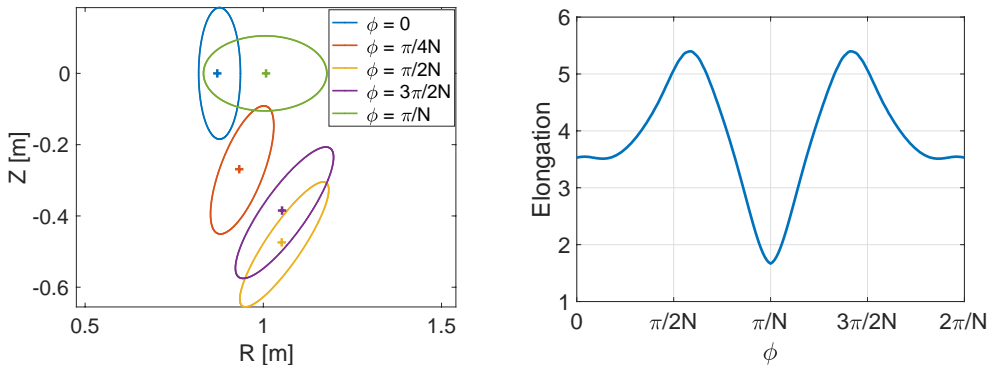 0
-0.2
-0.4
-0.6
Z [m]
0.5
1
1.5
R [m]
ϕ = 0
ϕ = π/4N
ϕ = π/2N
ϕ = 3π/2N
ϕ = π/N
6
5
4
3
2
1
Elongation
0
π/2N
π/N
3π/2N
2π/N
ϕ